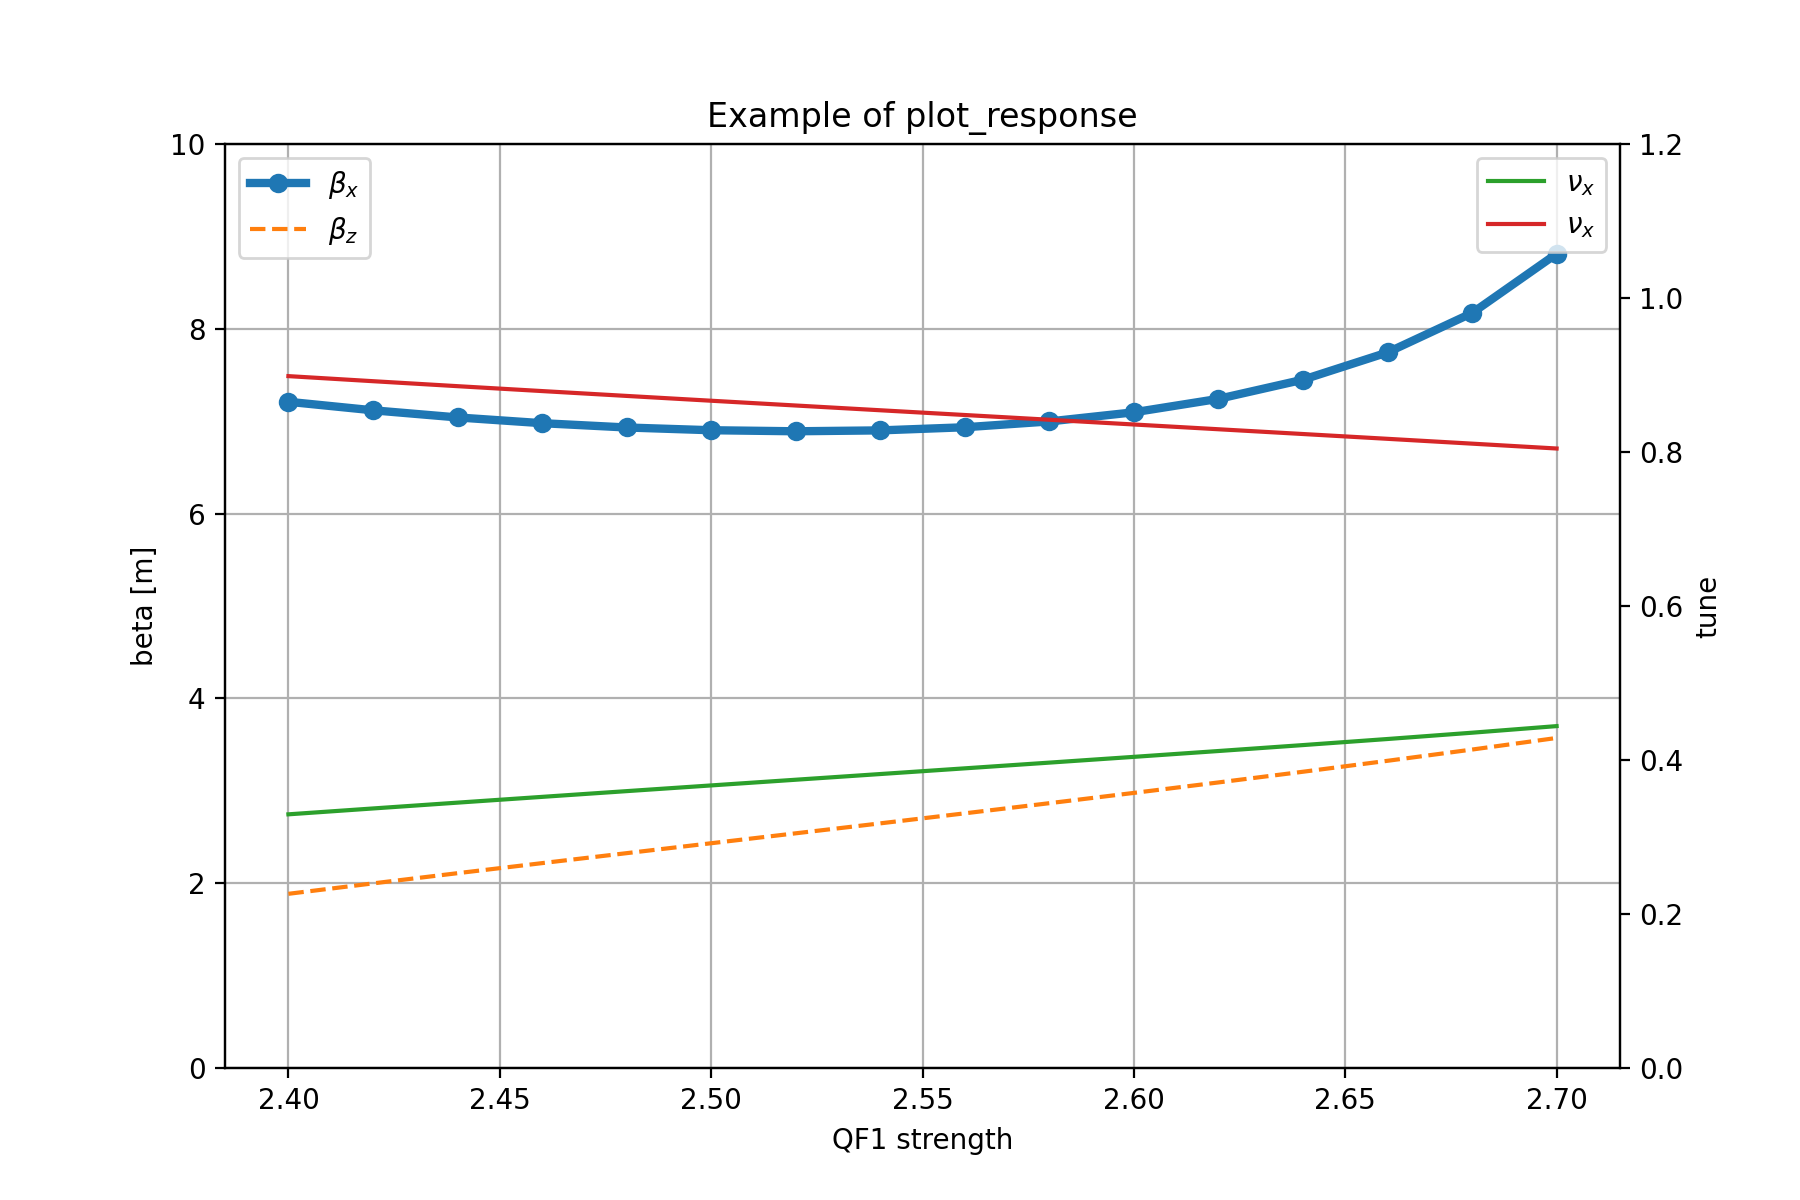 Example of plot_response
10
8
6
4
2
0
beta [m]
βx
βz
νx
νx
1.2
1.0
0.8
0.6
0.4
0.2
0.0
tune
2.40 2.45 2.50 2.55 2.60 2.65 2.70
QF1 strength